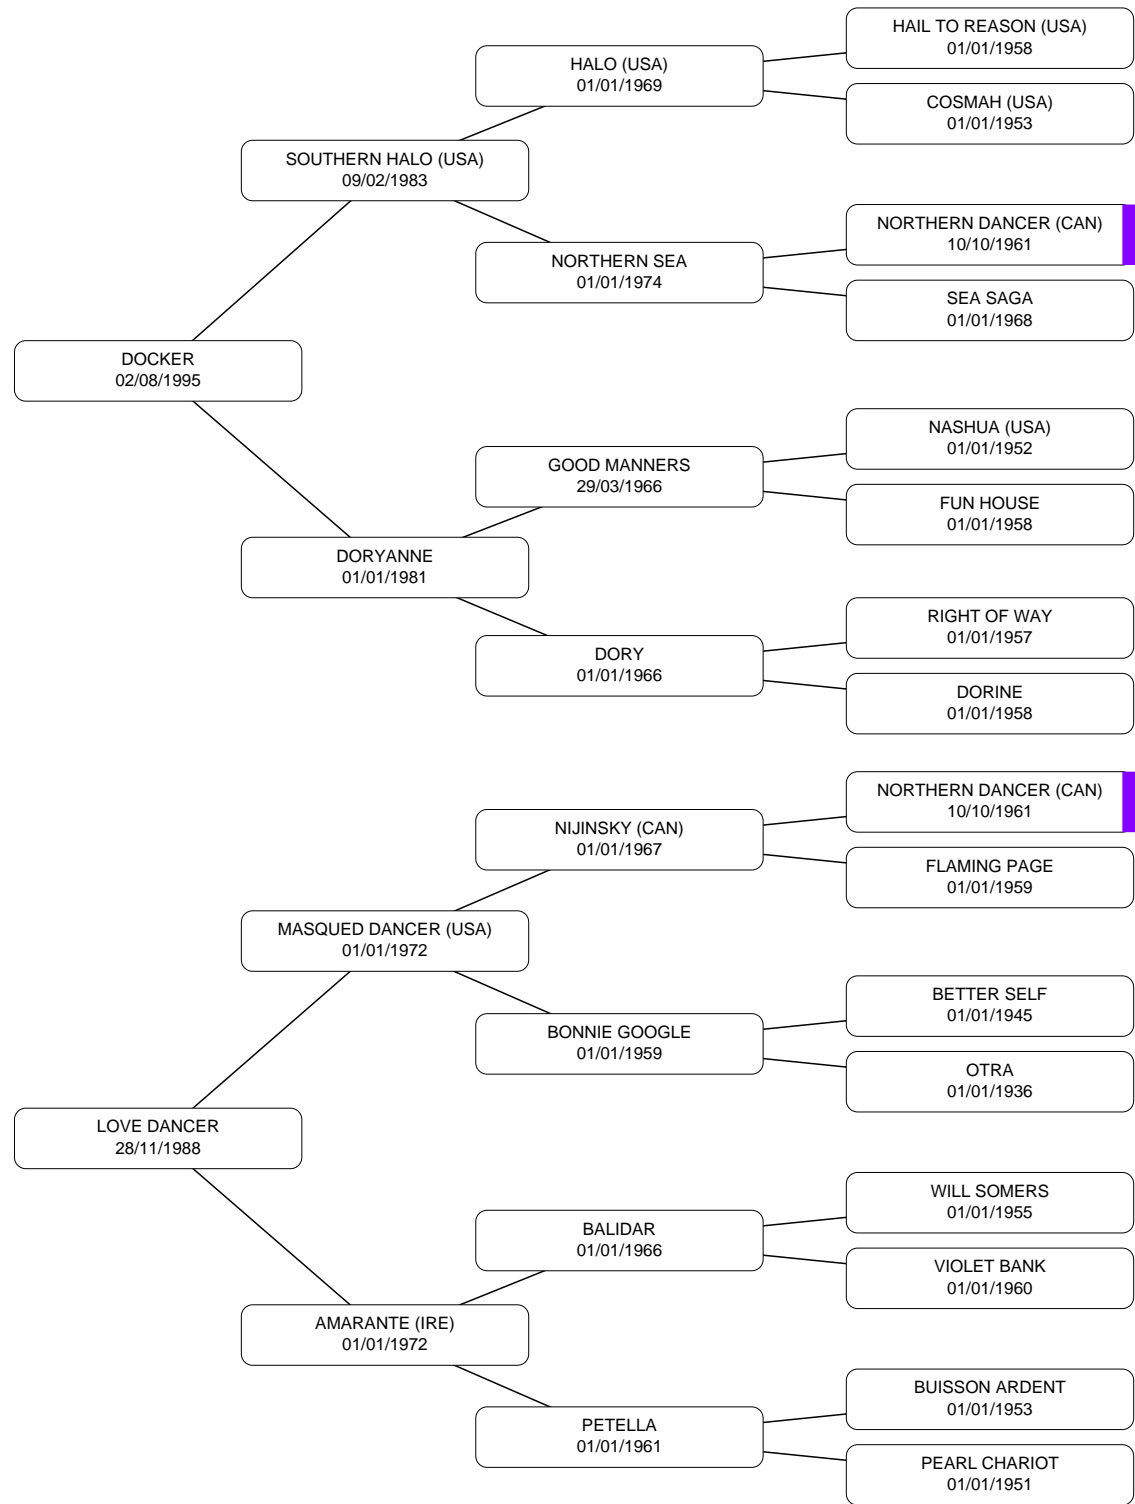 HAIL TO REASON (USA)
01/01/1958
HALO (USA)
01/01/1969
COSMAH (USA)
01/01/1953
SOUTHERN HALO (USA)
09/02/1983
NORTHERN DANCER (CAN)
10/10/1961
NORTHERN SEA
01/01/1974
SEA SAGA
01/01/1968
DOCKER
02/08/1995
NASHUA (USA)
01/01/1952
GOOD MANNERS
29/03/1966
FUN HOUSE
01/01/1958
DORYANNE
01/01/1981
RIGHT OF WAY
01/01/1957
DORY
01/01/1966
DORINE
01/01/1958
NORTHERN DANCER (CAN)
10/10/1961
NIJINSKY (CAN)
01/01/1967
FLAMING PAGE
01/01/1959
MASQUED DANCER (USA)
01/01/1972
BETTER SELF
01/01/1945
BONNIE GOOGLE
01/01/1959
OTRA
01/01/1936
LOVE DANCER
28/11/1988
WILL SOMERS
01/01/1955
BALIDAR
01/01/1966
VIOLET BANK
01/01/1960
AMARANTE (IRE)
01/01/1972
BUISSON ARDENT
01/01/1953
PETELLA
01/01/1961
PEARL CHARIOT
01/01/1951